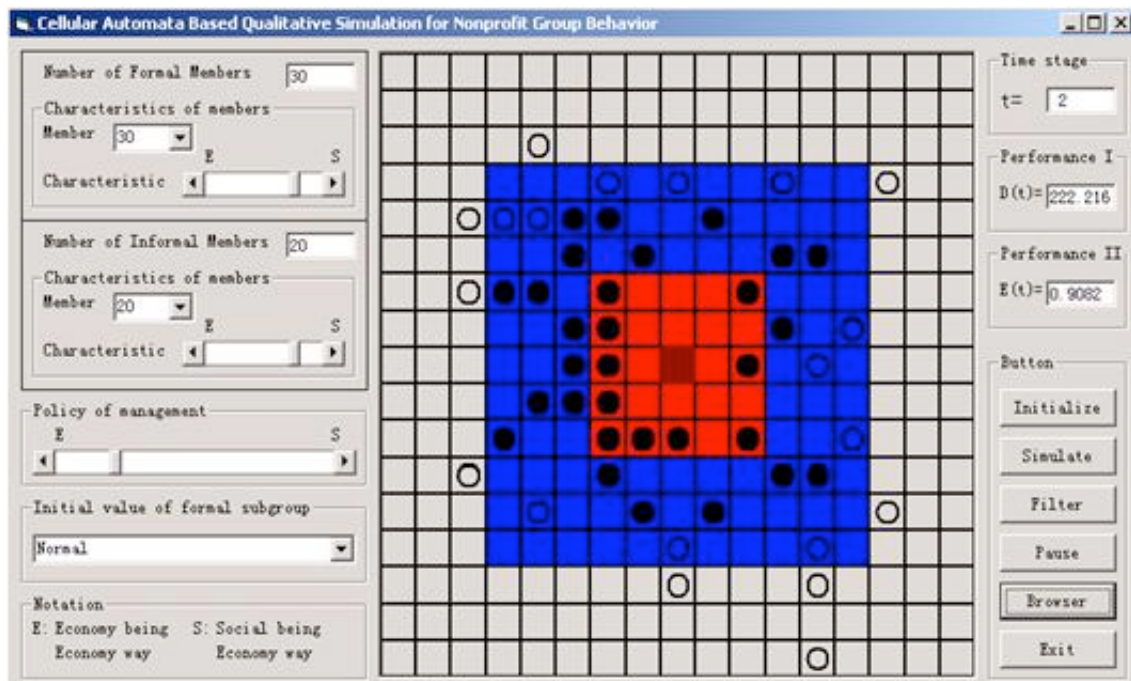 Cellular Automata Based Qualitative Simulation for Nonprofit Group Behavior
Number of Formal Members 30
Characteristics of members
Member 30
E S
Characteristic
Number of Informal Members 20
Characteristics of members
Member 20
E S
Characteristic
Policy of management
E S
Initial value of formal subgroup
Normal
Notation
E: Economy being S: Social being
Economy way Economy way
Time stage
t= 2
Performance I
D(t)= 222.216
Performance II
E(t)= 0.9082
Button
Initialize
Simulate
Filter
Pause
Browser
Exit